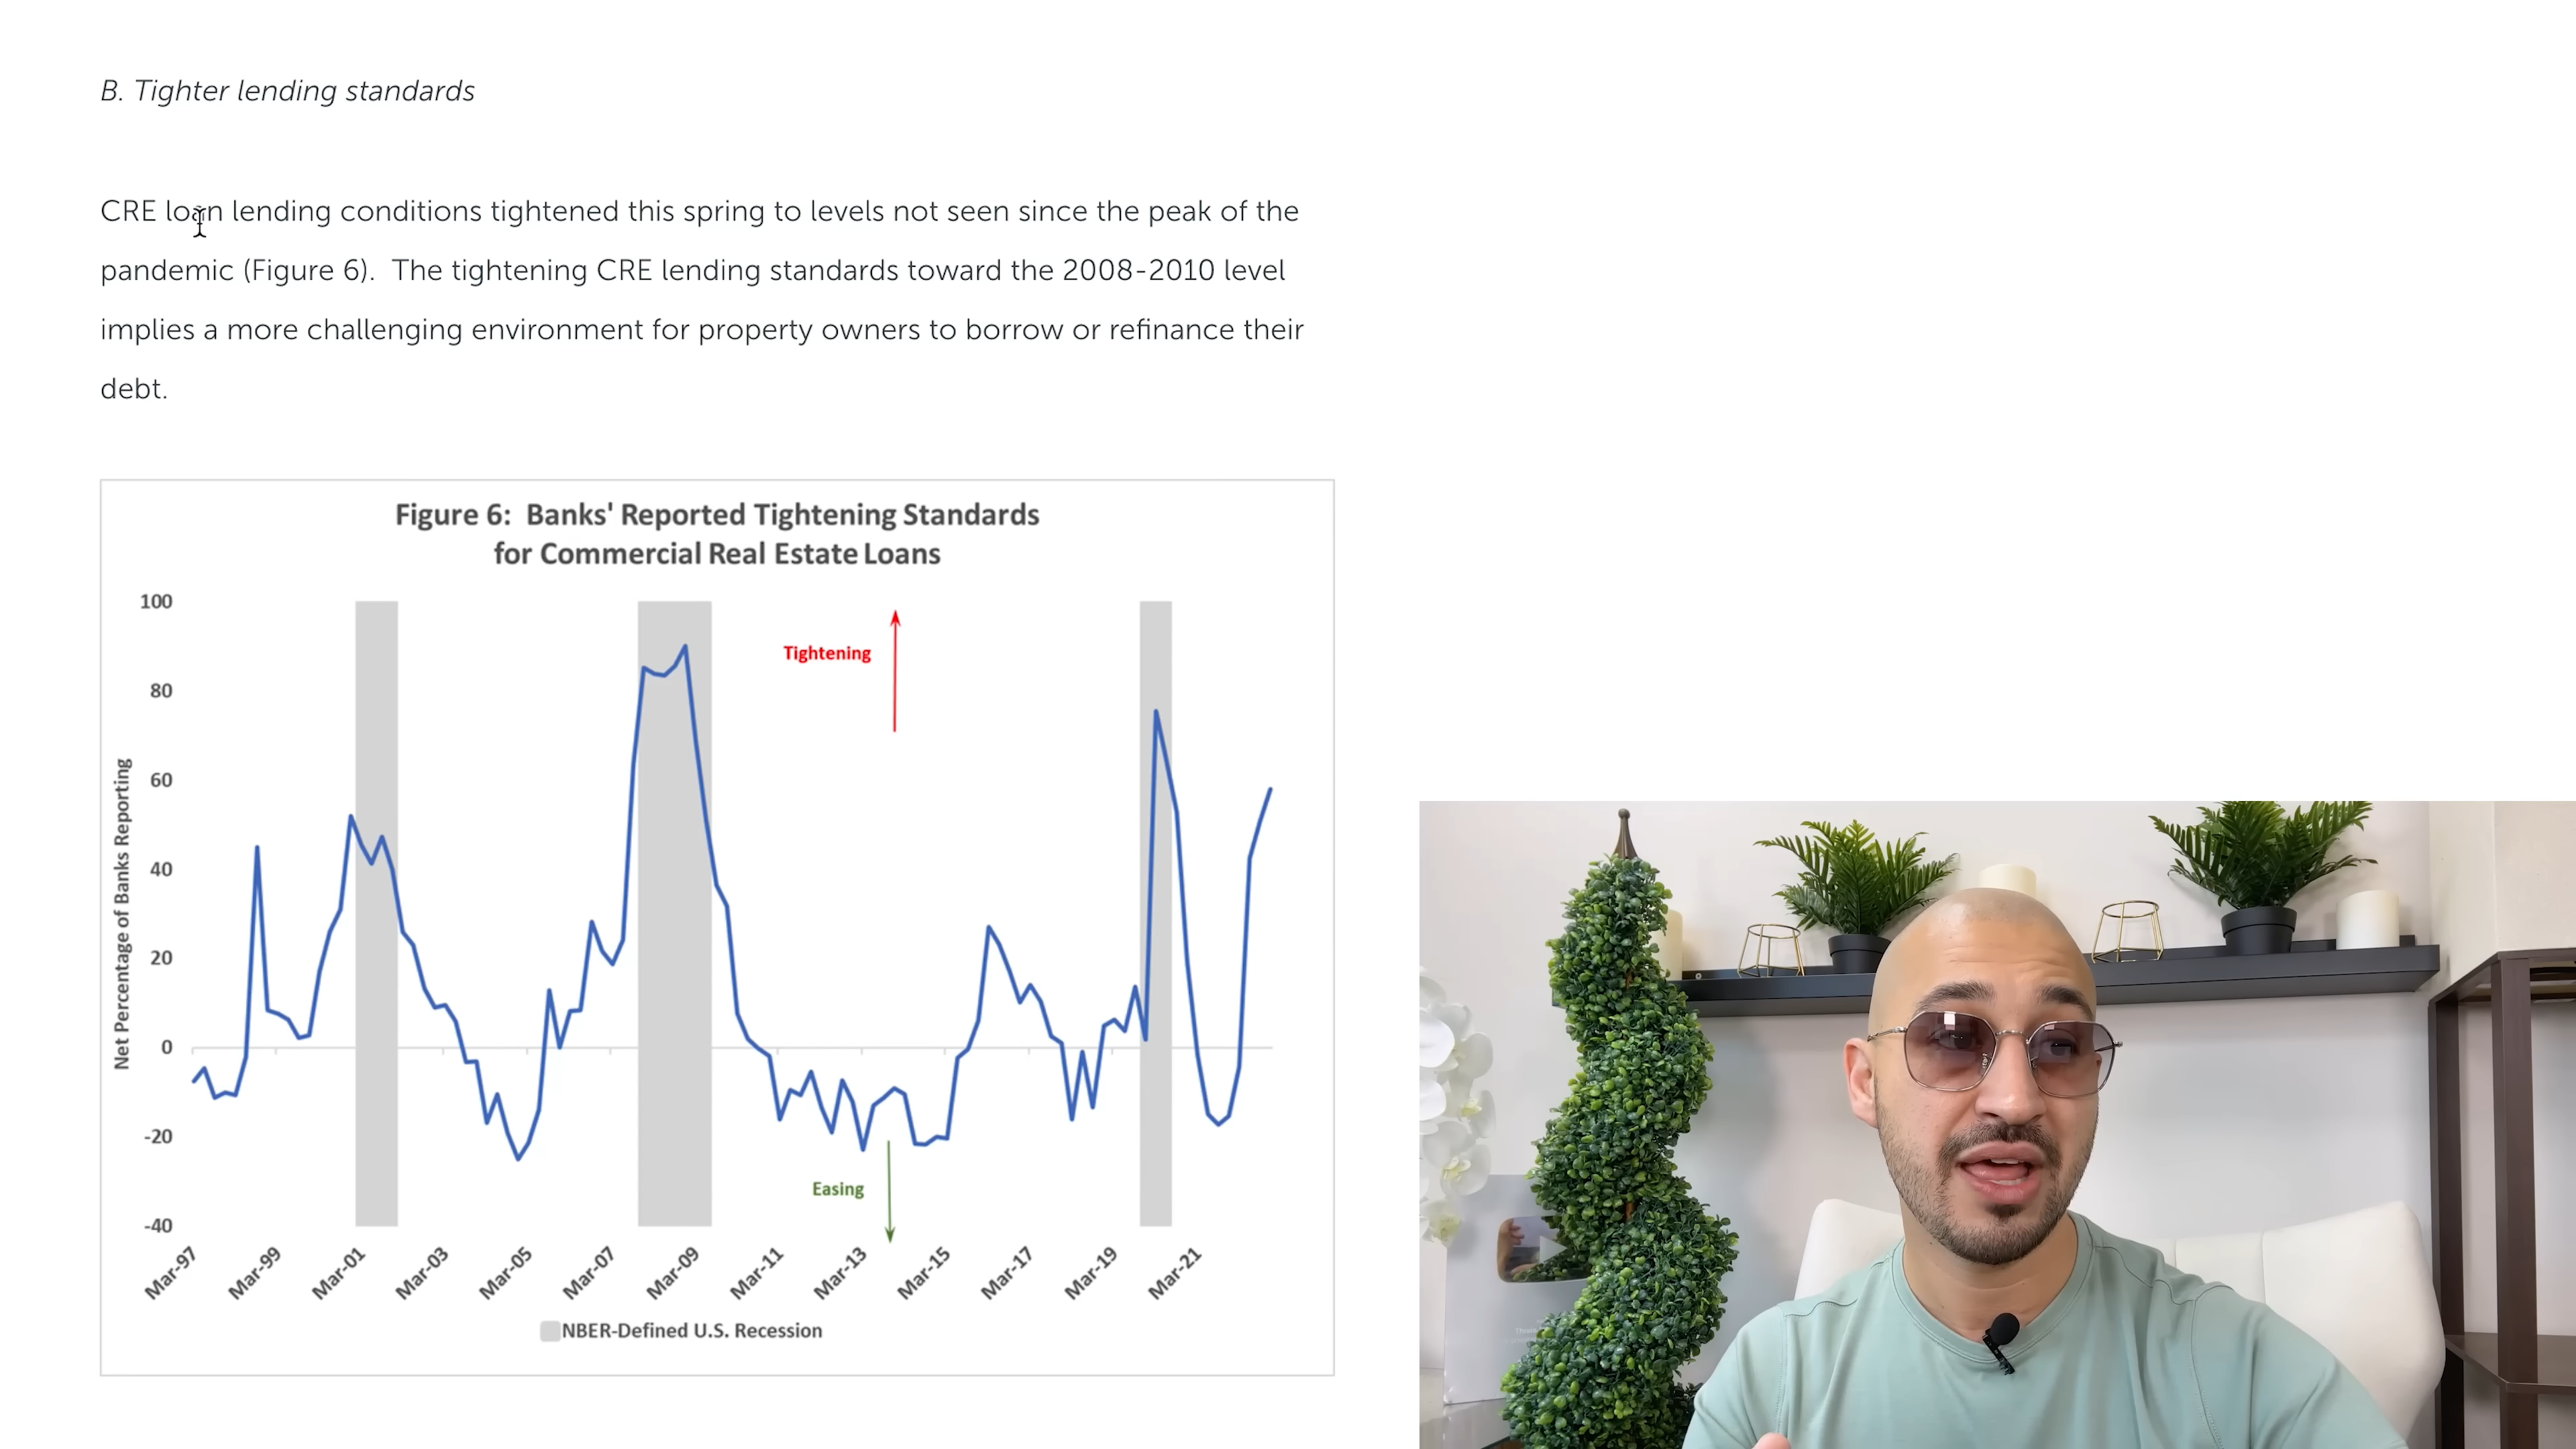 B. Tighter lending standards
CRE loan lending conditions tightened this spring to levels not seen since the peak of the
pandemic (Figure 6).  The tightening CRE lending standards toward the 2008-2010 level
implies a more challenging environment for property owners to borrow or refinance their
debt.
Figure 6:  Banks' Reported Tightening Standards
for Commercial Real Estate Loans
Net Percentage of Banks Reporting
100
80
60
40
20
0
-20
-40
Tightening
Easing
Mar-97
Mar-99
Mar-01
Mar-03
Mar-05
Mar-07
Mar-09
Mar-11
Mar-13
Mar-15
Mar-17
Mar-19
Mar-21
NBER-Defined U.S. Recession